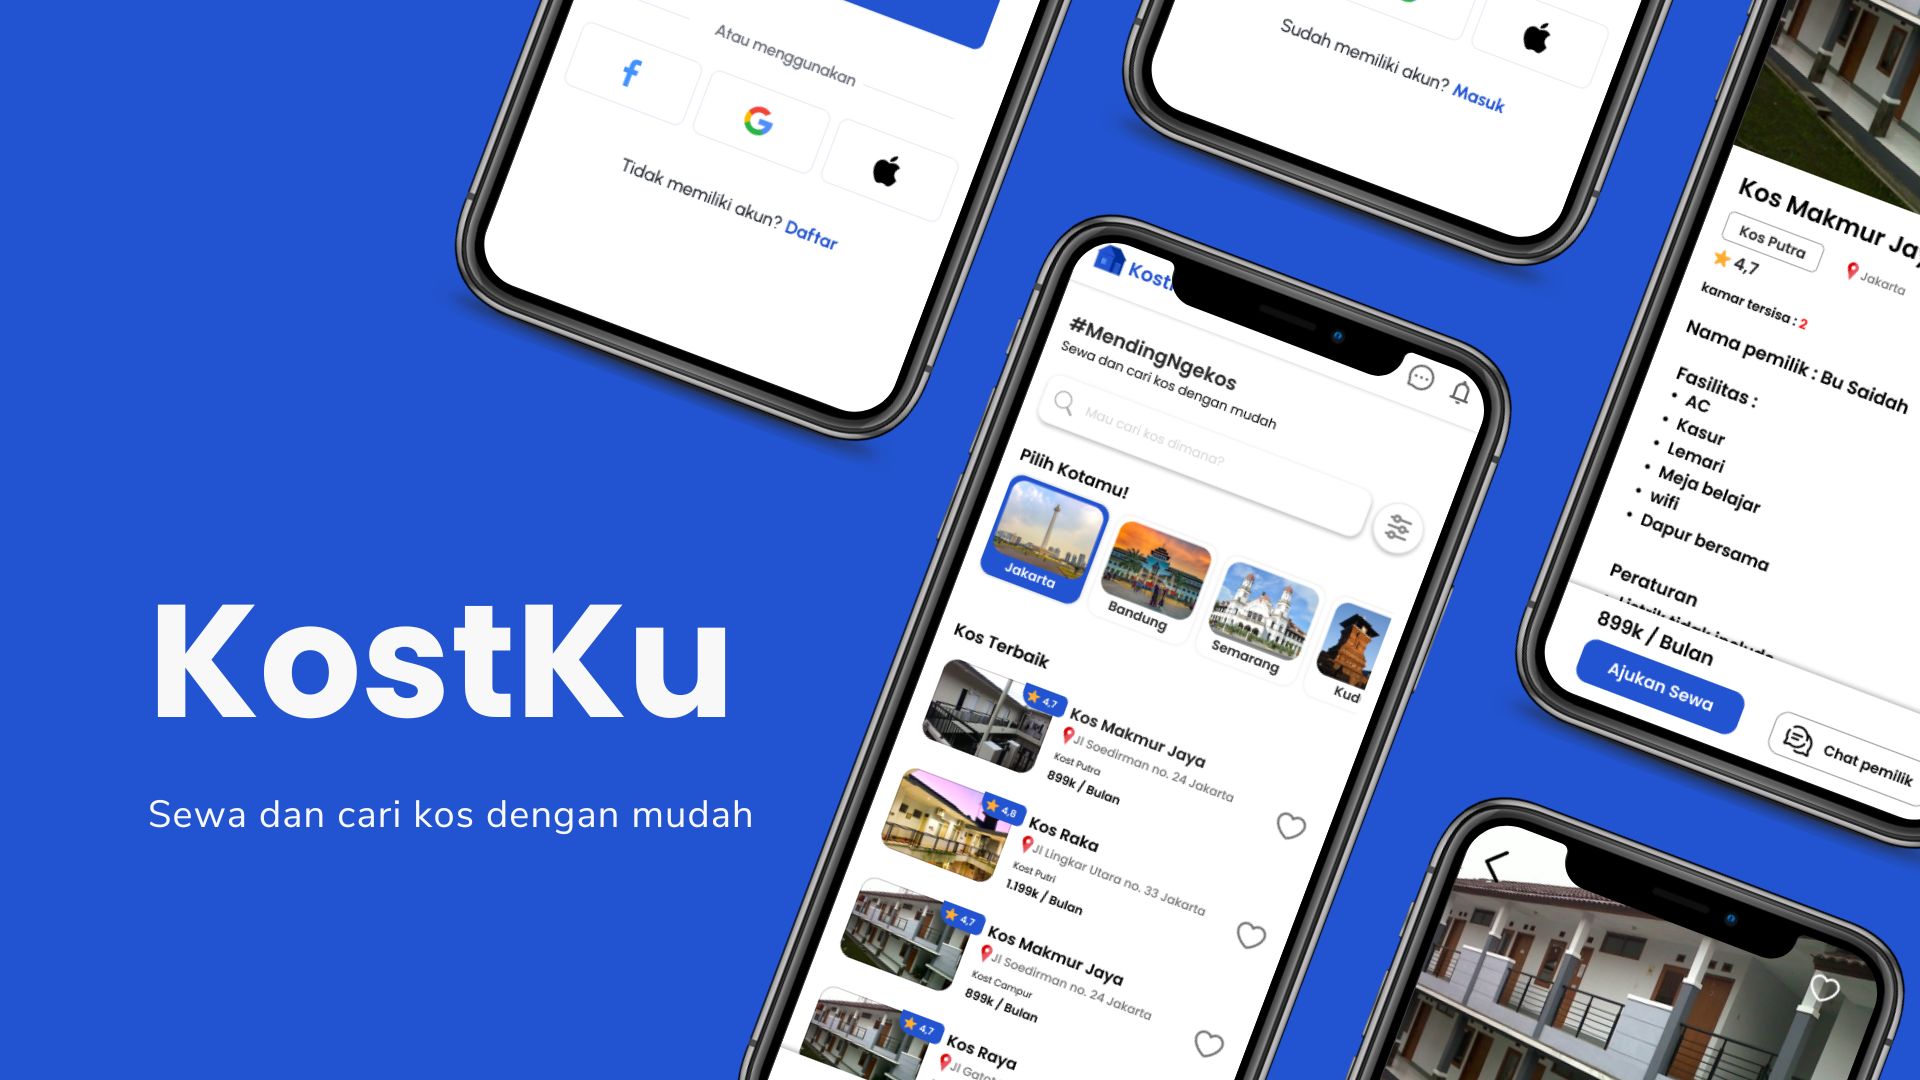 KostKu
Sewa dan cari kos dengan mudah
Atau menggunakan
Tidak memiliki akun? Daftar
Sudah memiliki akun? Masuk
#MendingNgekos
Sewa dan cari kos dengan mudah
Mau cari kos dimana?
Pilih Kotamu!
Jakarta
Bandung
Semarang
Kud
Kos Terbaik
4,7
Kos Makmur Jaya
Jl Soedirman no. 24 Jakarta
Kost Putra
899k / Bulan
4,8
Kos Raka
Jl Lingkar Utara no. 33 Jakarta
Kost Putri
1.199k / Bulan
4,7
Kos Makmur Jaya
Jl Soedirman no. 24 Jakarta
Kost Campur
899k / Bulan
4,7
Kos Raya
Kos Makmur Ja
Kos Putra
4,7
Jakarta
kamar tersisa : 2
Nama pemilik : Bu Saidah
Fasilitas :
• AC
• Kasur
• Lemari
• Meja belajar
• wifi
• Dapur bersama
Peraturan
899k / Bulan
Ajukan Sewa
Chat pemilik